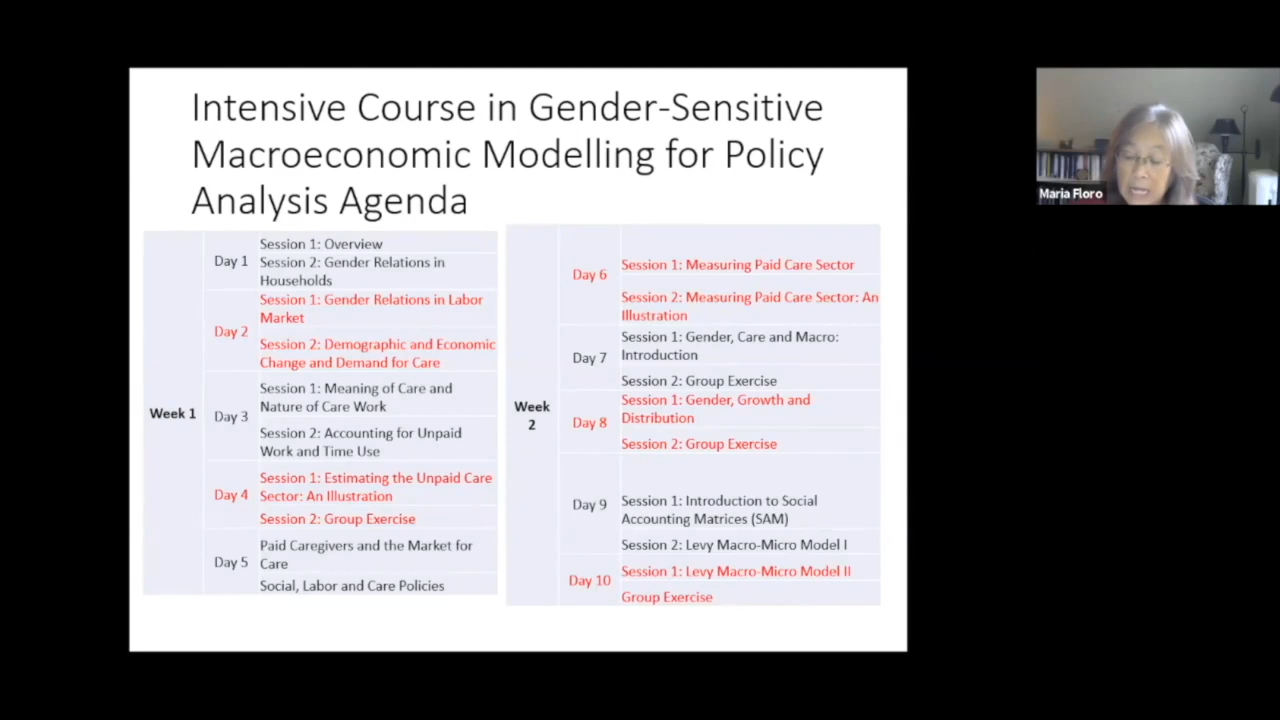 Intensive Course in Gender-Sensitive
Macroeconomic Modelling for Policy
Analysis Agenda
Week 1
Day 1
Session 1: Overview
Session 2: Gender Relations in
Households
Day 2
Session 1: Gender Relations in Labor
Market
Session 2: Demographic and Economic
Change and Demand for Care
Day 3
Session 1: Meaning of Care and
Nature of Care Work
Session 2: Accounting for Unpaid
Work and Time Use
Day 4
Session 1: Estimating the Unpaid Care
Sector: An Illustration
Session 2: Group Exercise
Day 5
Paid Caregivers and the Market for
Care
Social, Labor and Care Policies
Week
2
Day 6
Session 1: Measuring Paid Care Sector
Session 2: Measuring Paid Care Sector: An
Illustration
Day 7
Session 1: Gender, Care and Macro:
Introduction
Session 2: Group Exercise
Day 8
Session 1: Gender, Growth and
Distribution
Session 2: Group Exercise
Day 9
Session 1: Introduction to Social
Accounting Matrices (SAM)
Session 2: Levy Macro-Micro Model I
Day 10
Session 1: Levy Macro-Micro Model II
Group Exercise
Maria Floro